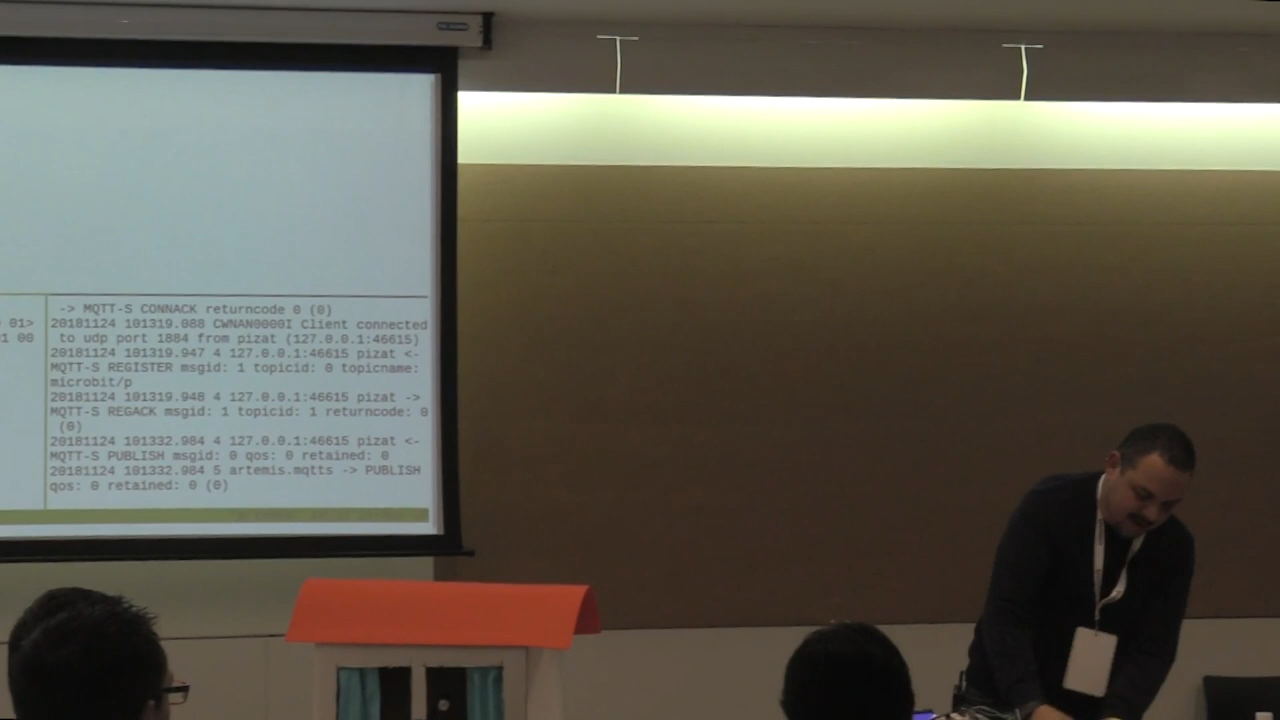 -> MQTT-S CONNACK returncode 0 (0)
20181124 101319.088 CWNAN0000I Client connected
to udp port 1884 from pizat (127.0.0.1:46615)
20181124 101319.947 4 127.0.0.1:46615 pizat <-
MQTT-S REGISTER msgid: 1 topicid: 0 topicname:
microbit/p
20181124 101319.948 4 127.0.0.1:46615 pizat ->
MQTT-S REGACK msgid: 1 topicid: 1 returncode: 0
(0)
20181124 101332.984 4 127.0.0.1:46615 pizat <-
MQTT-S PUBLISH msgid: 0 qos: 0 retained: 0
20181124 101332.984 5 artemis.mqtts -> PUBLISH
qos: 0 retained: 0 (0)
01>
00